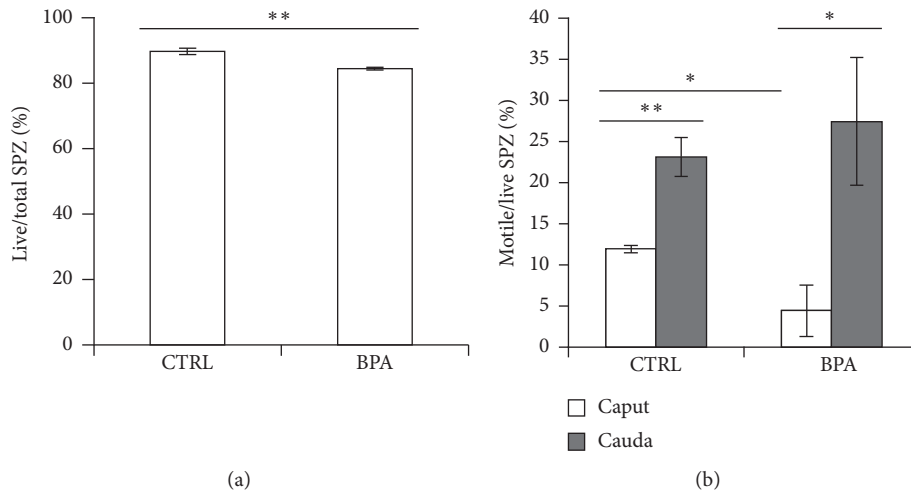 100
80
60
40
20
0
Live/total SPZ (%)
**
CTRL
BPA
(a)
40
35
30
25
20
15
10
5
0
Motile/live SPZ (%)
*
*
**
CTRL
BPA
Caput
Cauda
(b)